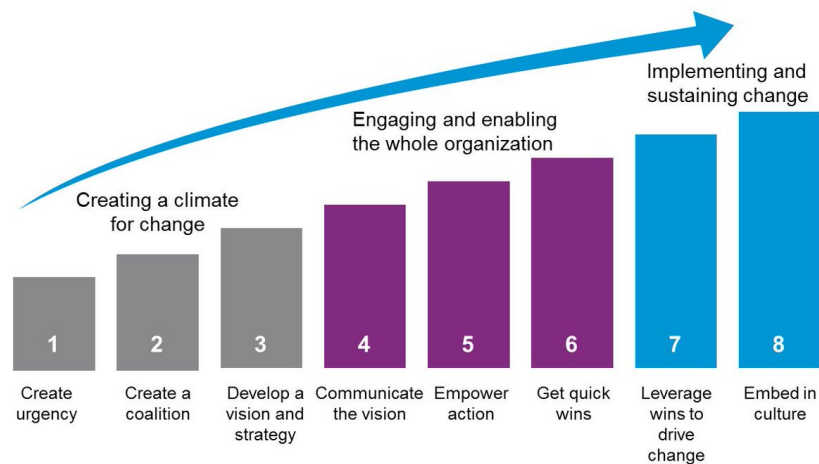 Implementing and
sustaining change
Engaging and enabling
the whole organization
Creating a climate
for change
1
2
3
4
5
6
7
8
Create
urgency
Create a
coalition
Develop a
vision and
strategy
Communicate
the vision
Empower
action
Get quick
wins
Leverage
wins to
drive
change
Embed in
culture